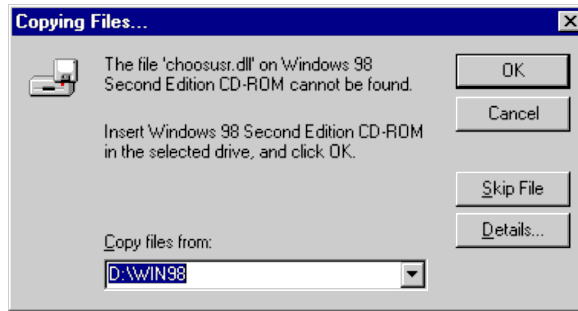 Copying Files...
The file 'choosusr.dll' on Windows 98
Second Edition CD-ROM cannot be found.
Insert Windows 98 Second Edition CD-ROM
in the selected drive, and click OK.
Copy files from:
D:\WIN98
OK
Cancel
Skip File
Details...